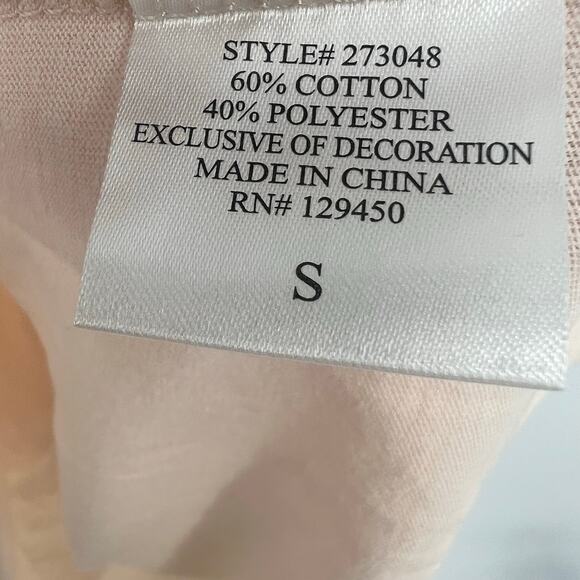 STYLE# 273048
60% COTTON
40% POLYESTER
EXCLUSIVE OF DECORATION
MADE IN CHINA
RN# 129450
S